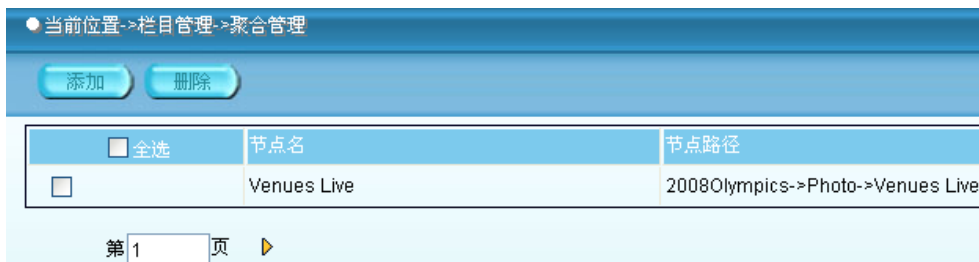 当前位置->栏目管理->聚合管理
添加 删除
全选 节点名 节点路径
Venues Live 2008Olympics->Photo->Venues Live
第 1 页